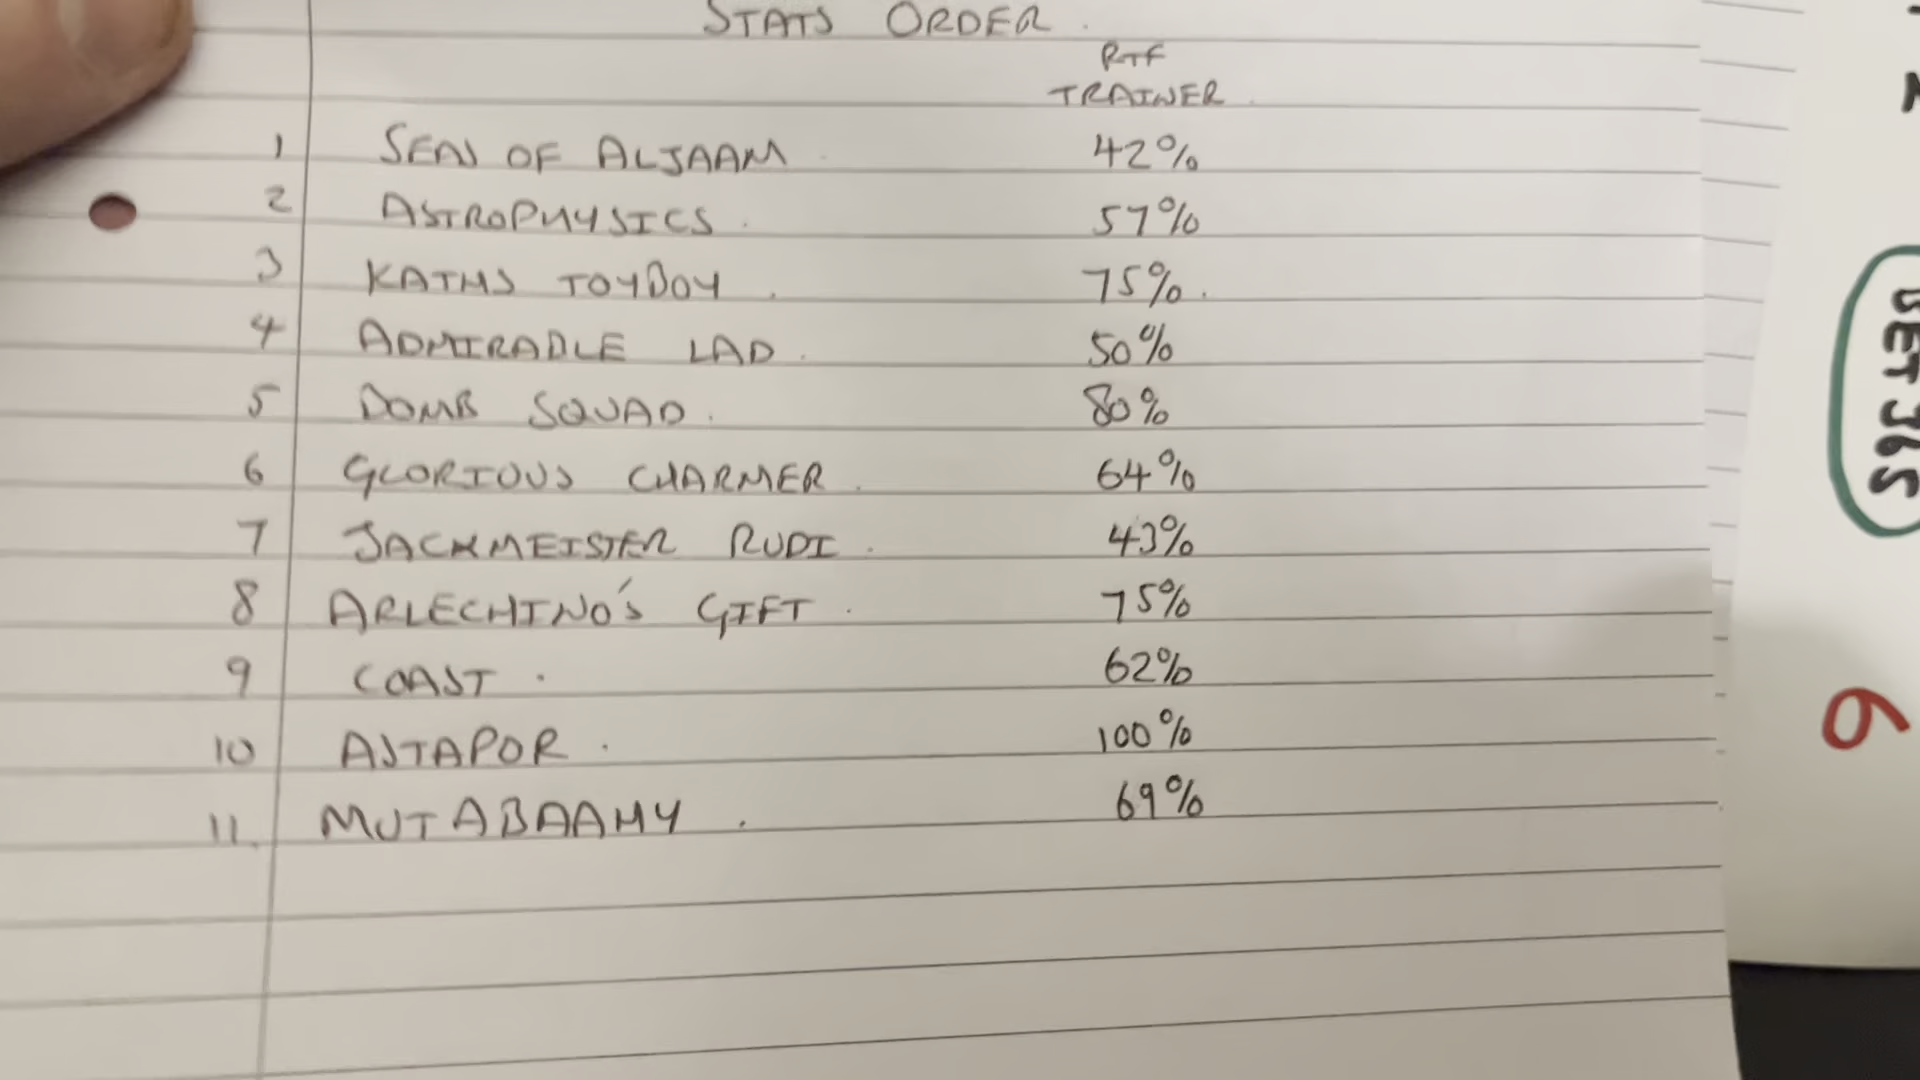 STATS ORDER.
RTF
TRAINER
1 SEAS OF ALJAAM 42%
2 ASTROPHYSICS. 57%
3 KATHS TOYBOY. 75%.
4 ADMIRABLE LAD. 50%
5 BOMB SQUAD. 80%
6 GLORIOUS CHARMER. 64%
7 JACKMEISTER RUDI. 43%
8 ARLECHINO'S GIFT. 75%
9 COAST. 62%
10 ASTAPOR. 100%
11. MUTABAAHY. 69%
BET 365
6